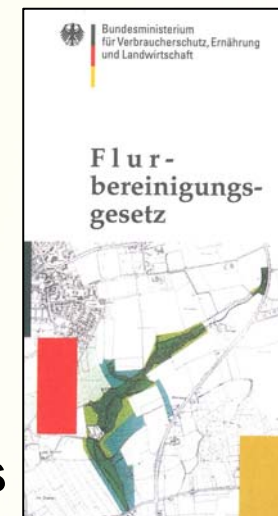 Bundesministerium
für Verbraucherschutz, Ernährung
und Landwirtschaft
Flur-
bereinigungs-
gesetz
s